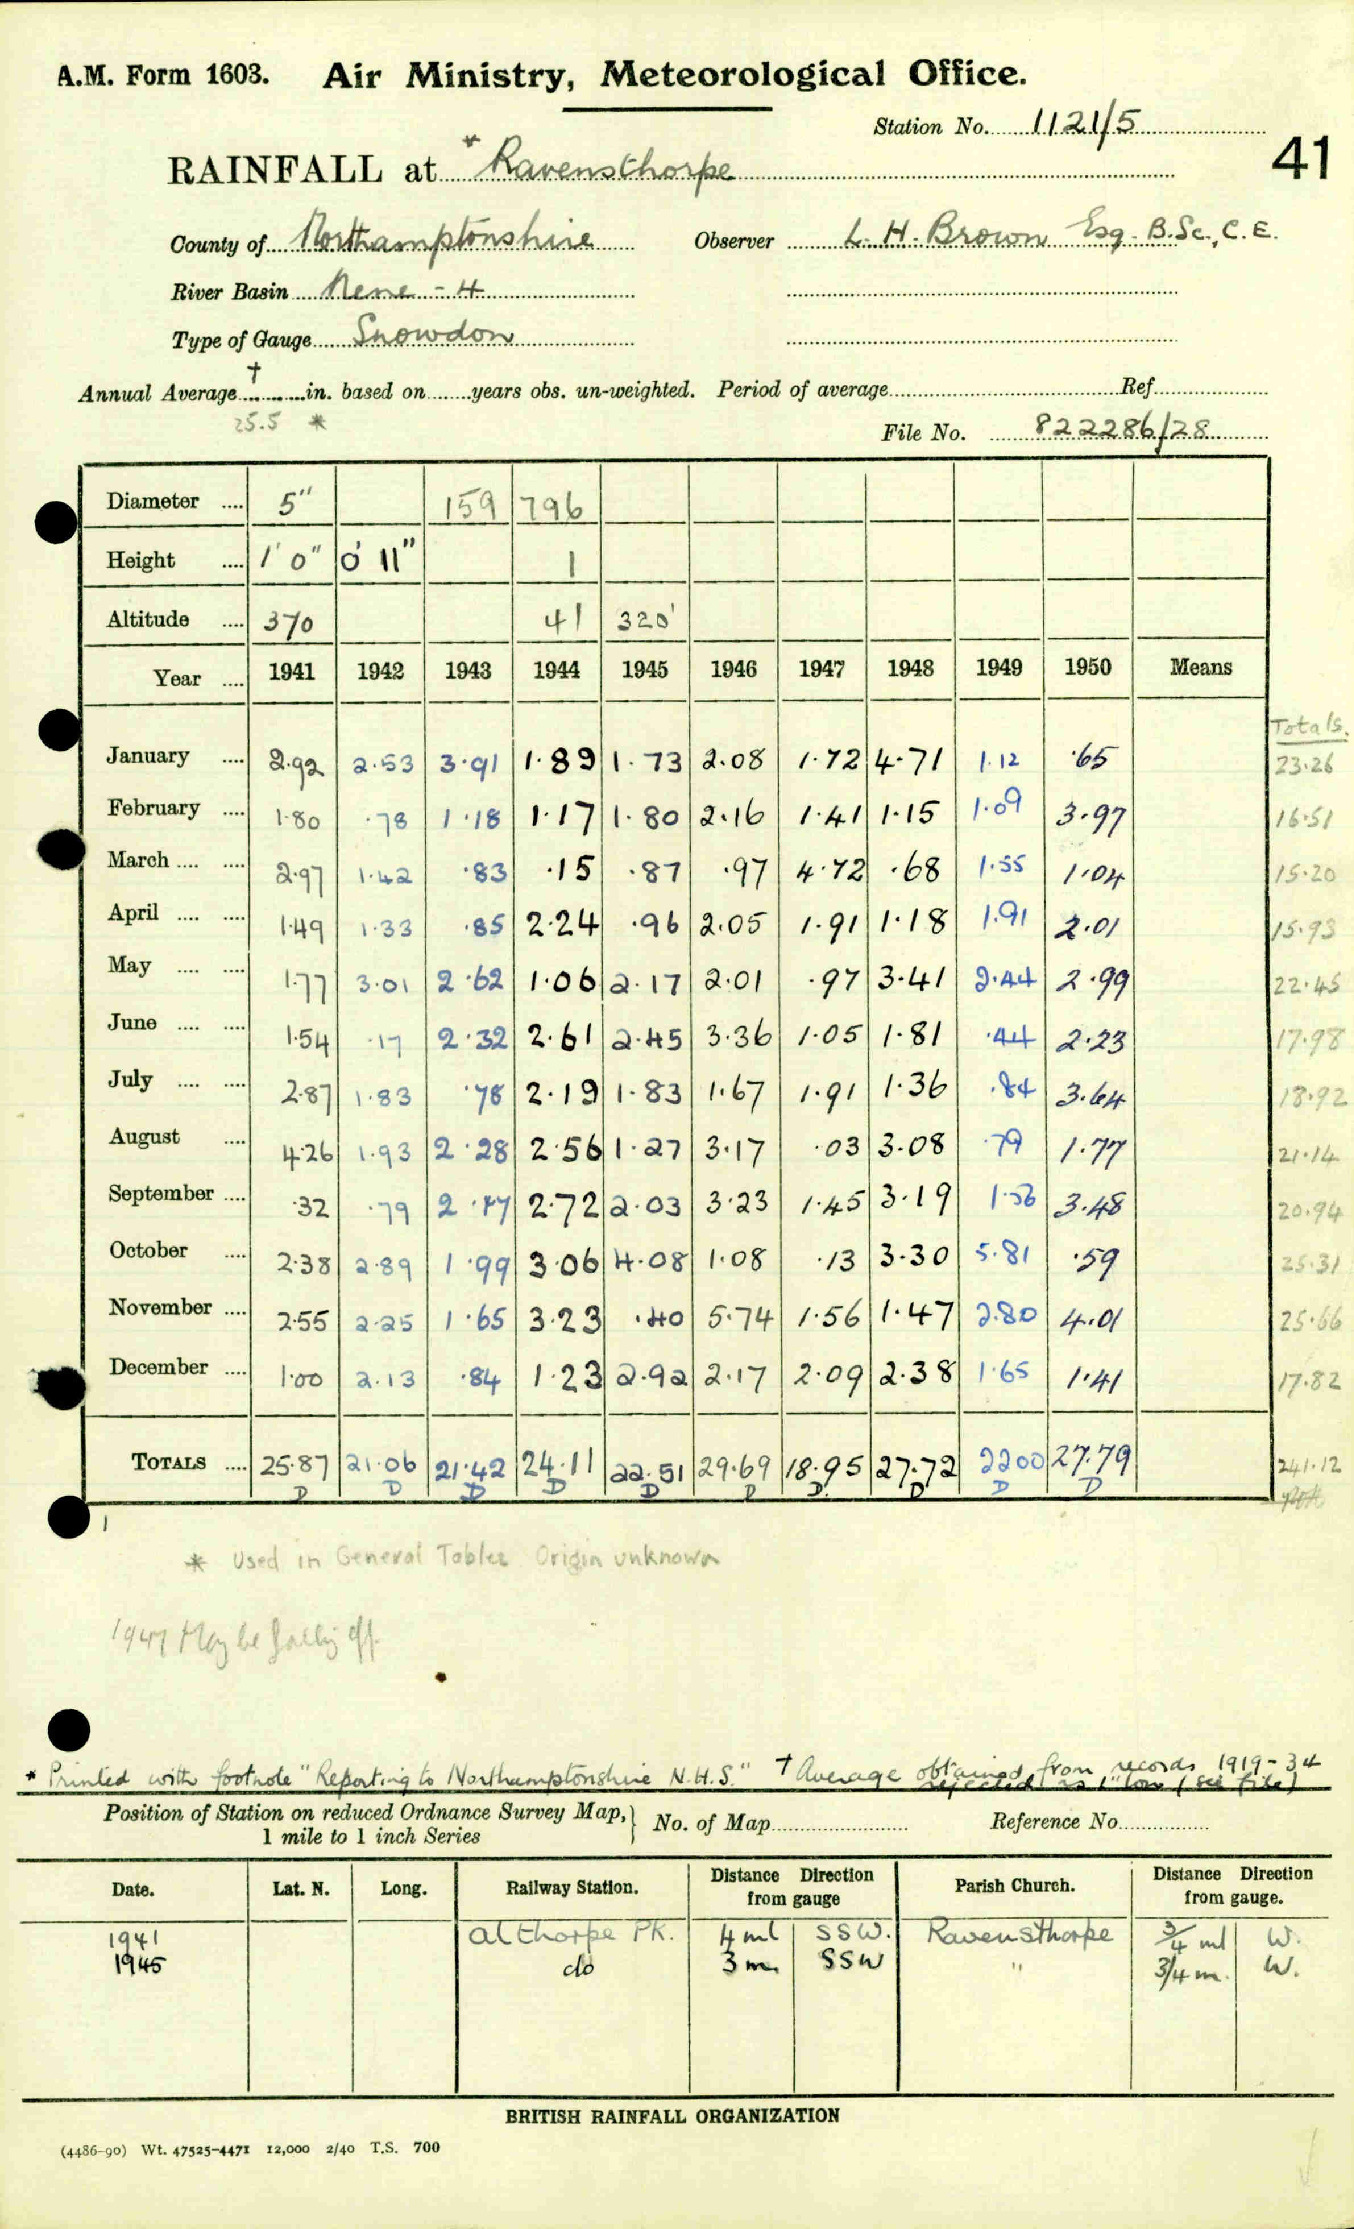 A.M. Form 1603. Air Ministry, Meteorological Office.
Station No. 1121/5
41
RAINFALL at * Ravensthorpe
County of Northamptonshire Observer L. H. Brown Esq. B.Sc., C.E.
River Basin Nene - 4
Type of Gauge Snowdon
Annual Average † in. based on years obs. un-weighted. Period of average Ref
25.5 *
File No. 822286/28
Diameter 5" 159 796
Height 1' 0" 0' 11" 1
Altitude 370 41 320'
Year 1941 1942 1943 1944 1945 1946 1947 1948 1949 1950 Means
Totals.
January 2.92 2.53 3.91 1.89 1.73 2.08 1.72 4.71 1.12 .65 23.26
February 1.80 .78 1.18 1.17 1.80 2.16 1.41 1.15 1.09 3.97 16.51
March 2.97 1.42 .83 .15 .87 .97 4.72 .68 1.55 1.04 15.20
April 1.49 1.33 .85 2.24 .96 2.05 1.91 1.18 1.91 2.01 15.93
May 1.77 3.01 2.62 1.06 2.17 2.01 .97 3.41 2.44 2.99 22.45
June 1.54 .17 2.32 2.61 2.45 3.36 1.05 1.81 .44 2.23 17.98
July 2.87 1.83 .78 2.19 1.83 1.67 1.91 1.36 .84 3.64 18.92
August 4.26 1.93 2.28 2.56 1.27 3.17 .03 3.08 .79 1.77 21.14
September .32 .79 2.17 2.72 2.03 3.23 1.45 3.19 1.56 3.48 20.94
October 2.38 2.89 1.99 3.06 4.08 1.08 .13 3.30 5.81 .59 25.31
November 2.55 2.25 1.65 3.23 .40 5.74 1.56 1.47 2.80 4.01 25.66
December 1.00 2.13 .84 1.23 2.92 2.17 2.09 2.38 1.65 1.41 17.82
TOTALS 25.87 21.06 21.42 24.11 22.51 29.69 18.95 27.72 2200 27.79 241.12
D D D D D D D D D D
* Used in General Tables Origin unknown
1947 May be falling off.
* Printed with footnote "Reporting to Northamptonshire N.H.S." † Average obtained from records 1919-34
rejected as 1" low (see file)
Position of Station on reduced Ordnance Survey Map, No. of Map Reference No.
1 mile to 1 inch Series
Date. Lat. N. Long. Railway Station. Distance Direction from gauge Parish Church. Distance Direction from gauge.
1941 Althorpe PK. 4 ml SSW. Ravensthorpe 3/4 ml W.
1945 do 3 m. SSW " 3/4 m. W.
BRITISH RAINFALL ORGANIZATION
(4486-90) Wt. 47525-4471 12,000 2/40 T.S. 700